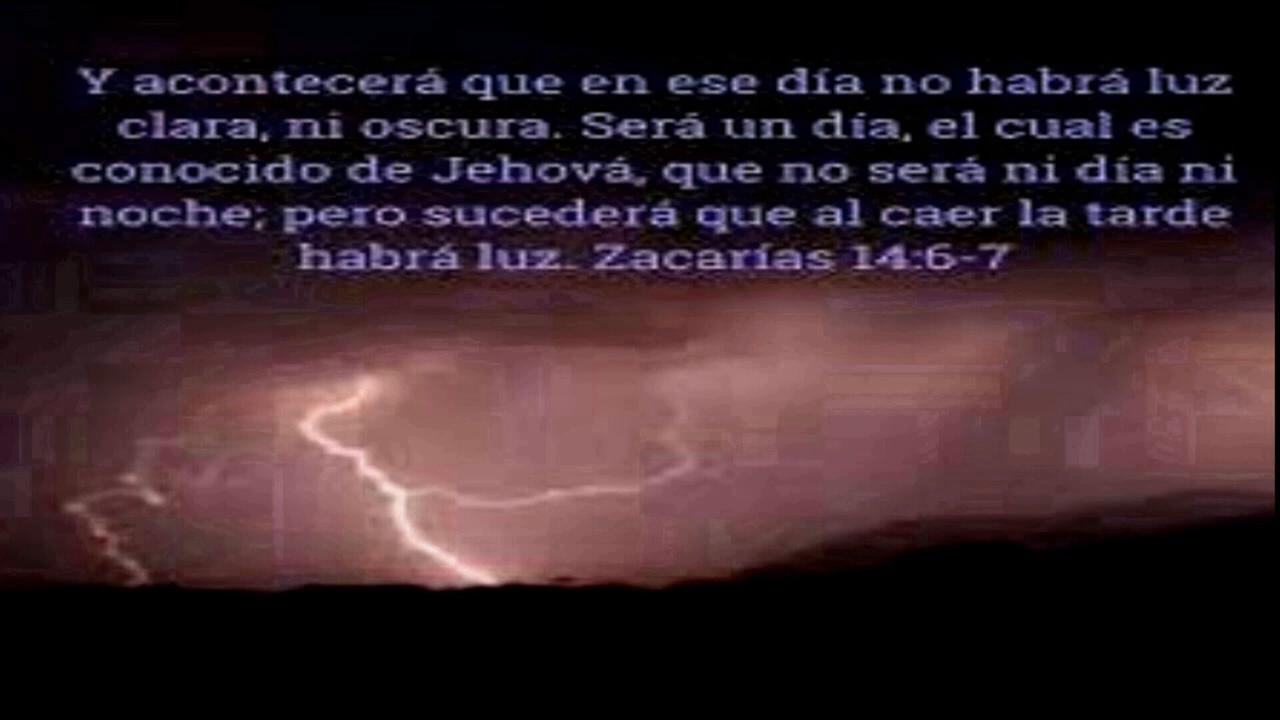 Y acontecerá que en ese día no habrá luz
clara, ni oscura. Será un día, el cual es
conocido de Jehová, que no será ni día ni
noche; pero sucederá que al caer la tarde
habrá luz. Zacarías 14:6-7